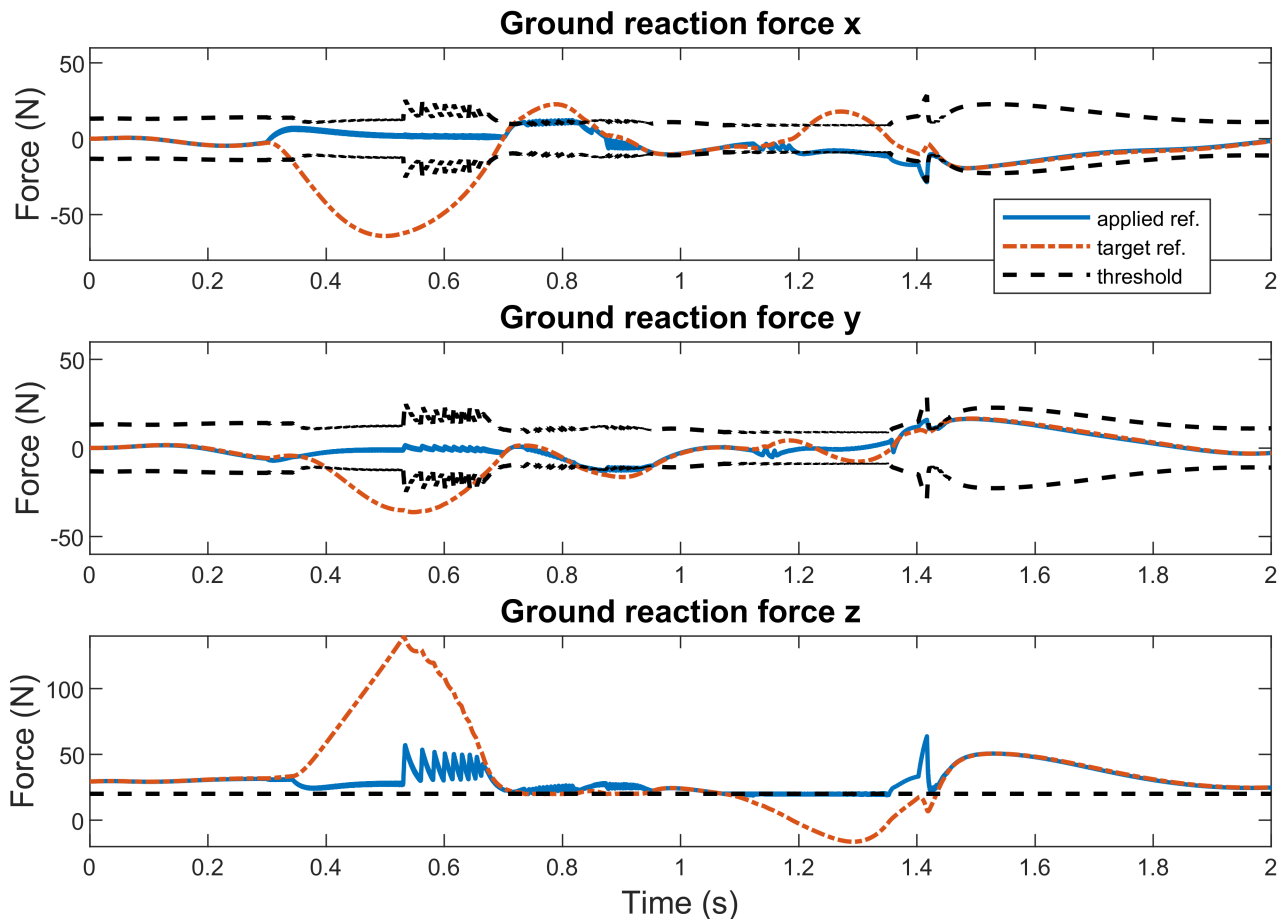 Ground reaction force x
Force (N)
50
0
-50
0 0.2 0.4 0.6 0.8 1 1.2 1.4 1.6 1.8 2
applied ref.
target ref.
threshold
Ground reaction force y
Force (N)
50
0
-50
0 0.2 0.4 0.6 0.8 1 1.2 1.4 1.6 1.8 2
Ground reaction force z
Force (N)
100
50
0
0 0.2 0.4 0.6 0.8 1 1.2 1.4 1.6 1.8 2
Time (s)